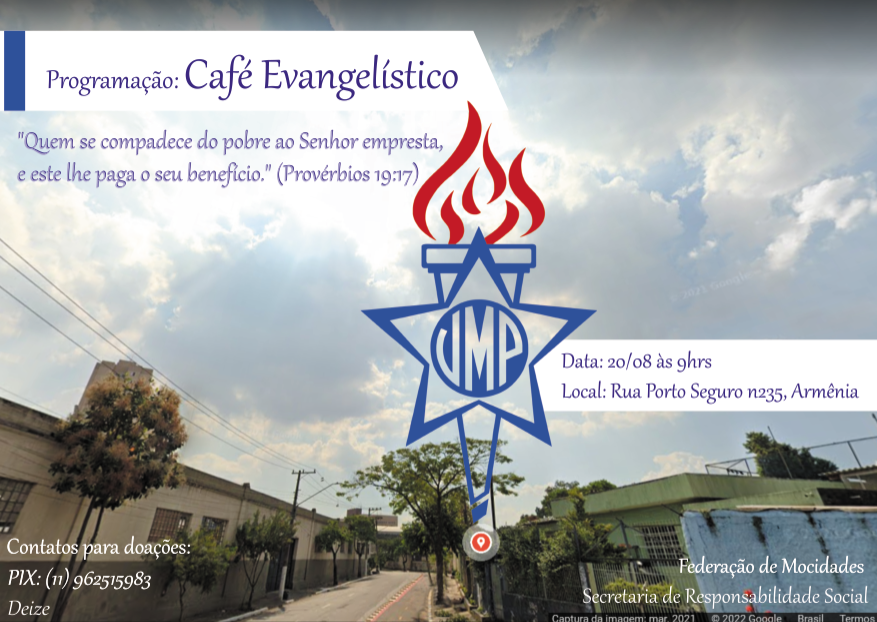 Programação: Café Evangelístico
"Quem se compadece do pobre ao Senhor empresta,
e este lhe paga o seu benefício." (Provérbios 19:17)
UMP
Data: 20/08 às 9hrs
Local: Rua Porto Seguro n235, Armênia
Contatos para doações:
PIX: (11) 962515983
Deize
Federação de Mocidades
Secretaria de Responsabilidade Social
Captura da imagem: mar. 2021 © 2022 Google Brasil Termos